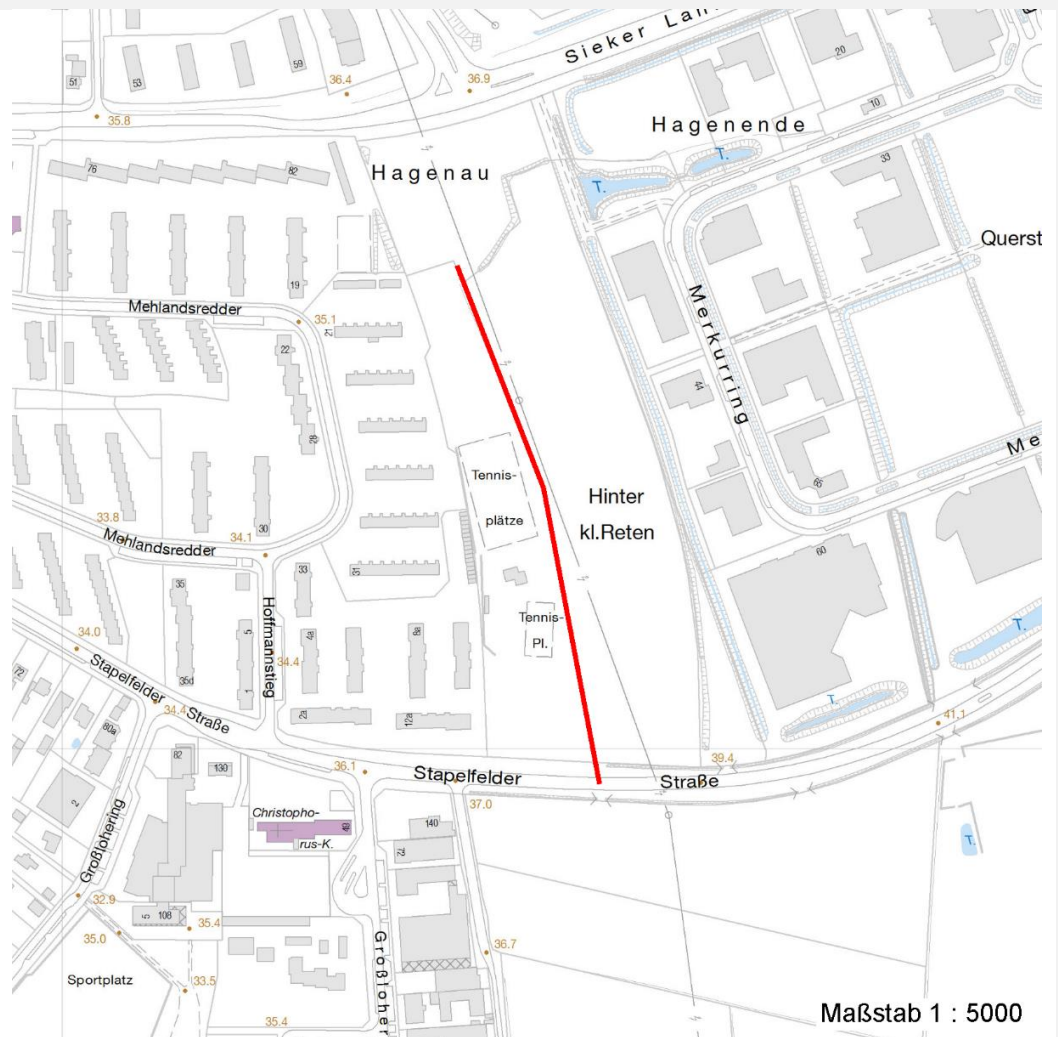 Sieker Lan
59
51
53
36.4
36.9
20
35.8
Hagenende
10
Hagenau
76
82
T.
T.
33
Querst
19
Mehlandsredder
35.1
21
22
Merkurring
44
28
Tennis-
plätze
Hinter
kl.Reten
65
Me
33.8
Mehlandsredder
34.1
30
60
31
33
35
Hoffmannstieg
5
1
4a
8a
Tennis-
Pl.
T.
34.0
72
Stapelfelder
Straße
35d
34.4
34.4
2a
12a
T.
41.1
80a
82
130
36.1
Stapelfelder
Straße
39.4
37.0
2
Großlohering
Christopho-
rus-K.
49
140
72
T.
32.9
5
108
35.4
35.0
36.7
Sportplatz
33.5
Großloher
35.4
Maßstab 1 : 5000